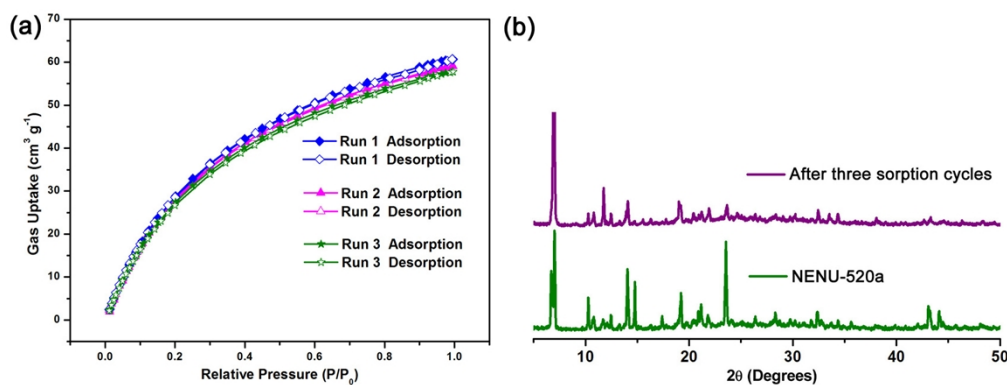 (a)
70
60
50
40
30
20
10
0
Gas Uptake (cm³ g⁻¹)
Run 1 Adsorption
Run 1 Desorption
Run 2 Adsorption
Run 2 Desorption
Run 3 Adsorption
Run 3 Desorption
0.0 0.2 0.4 0.6 0.8 1.0
Relative Pressure (P/P₀)
(b)
After three sorption cycles
NENU-520a
10 20 30 40 50
2θ (Degrees)